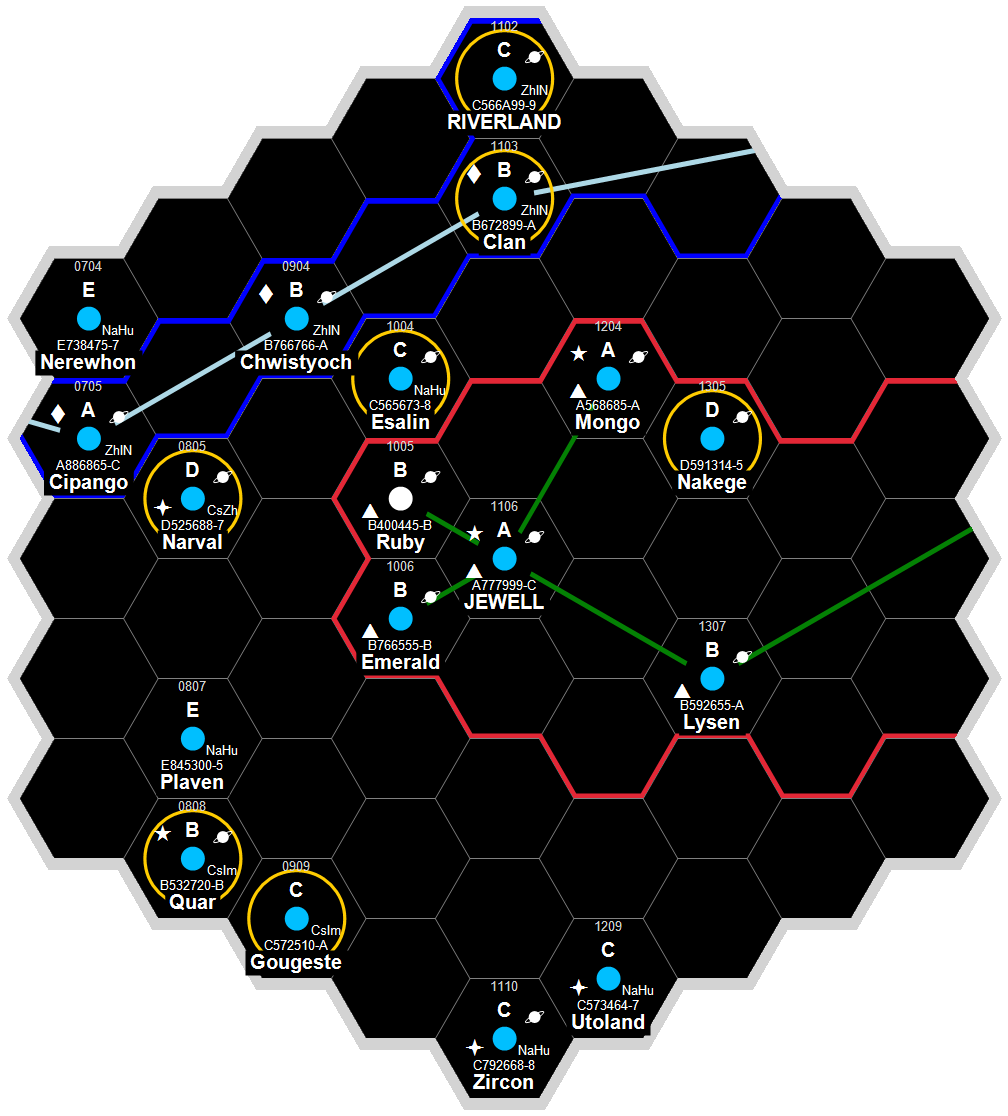 1102
C
ZhIN
C566A99-9
RIVERLAND
1103
B
ZhIN
B672899-A
Clan
0704
E
NaHu
E738475-7
Nerewhon
0904
B
ZhIN
B766766-A
Chwistyoch
1004
C
NaHu
C565673-8
Esalin
1204
A
A568685-A
Mongo
0705
A
ZhIN
A886865-C
Cipango
1305
D
D591314-5
Nakege
0805
D
CsZh
D525688-7
Narval
1005
B
B400445-B
Ruby
1106
A
A777999-C
JEWELL
1006
B
B766555-B
Emerald
1307
B
B592655-A
Lysen
0807
E
NaHu
E845300-5
Plaven
0808
B
CsIm
B532720-B
Quar
0909
C
CsIm
C572510-A
Gougeste
1209
C
NaHu
C573464-7
Utoland
1110
C
NaHu
C792668-8
Zircon